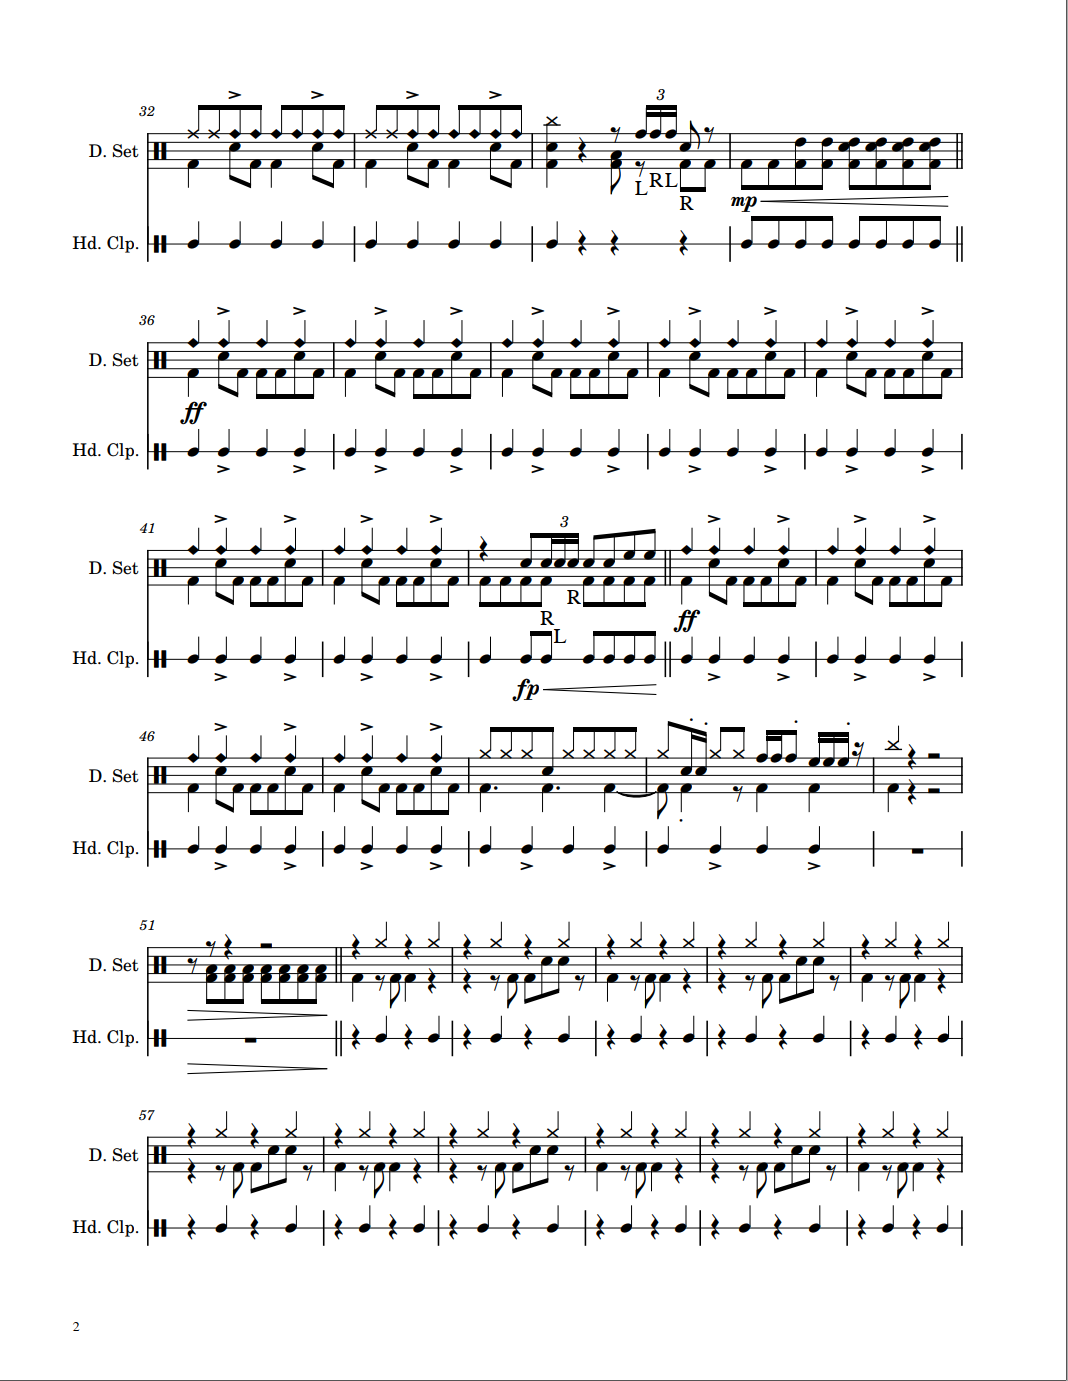 32
3
D. Set
L R L
R
mp
Hd. Clp.
36
D. Set
ff
Hd. Clp.
41
3
D. Set
R
R
ff
L
Hd. Clp.
fp
46
D. Set
Hd. Clp.
51
D. Set
Hd. Clp.
57
D. Set
Hd. Clp.
2